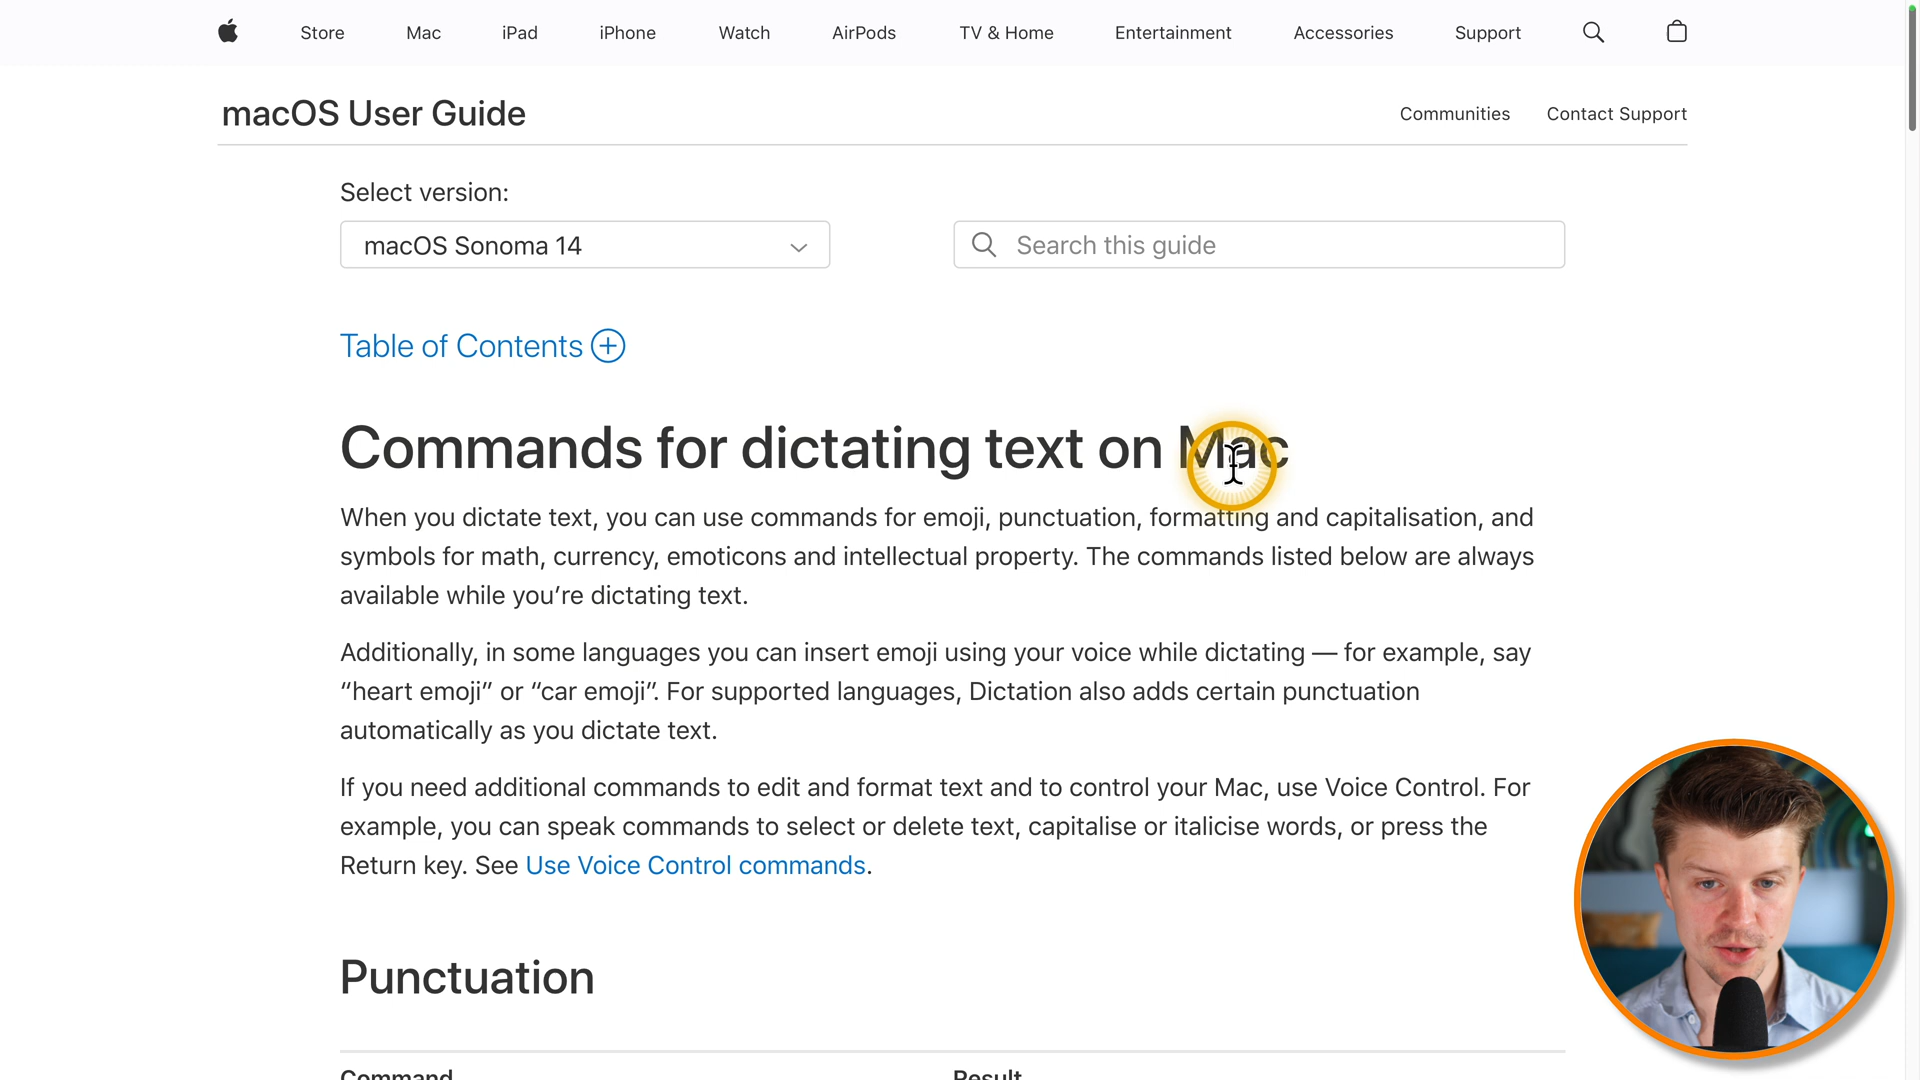 Store Mac iPad iPhone Watch AirPods TV & Home Entertainment Accessories Support
macOS User Guide
Communities Contact Support
Select version:
macOS Sonoma 14
Search this guide
Table of Contents
Commands for dictating text on Mac
When you dictate text, you can use commands for emoji, punctuation, formatting and capitalisation, and
symbols for math, currency, emoticons and intellectual property. The commands listed below are always
available while you’re dictating text.
Additionally, in some languages you can insert emoji using your voice while dictating — for example, say
“heart emoji” or “car emoji”. For supported languages, Dictation also adds certain punctuation
automatically as you dictate text.
If you need additional commands to edit and format text and to control your Mac, use Voice Control. For
example, you can speak commands to select or delete text, capitalise or italicise words, or press the
Return key. See Use Voice Control commands.
Punctuation
Command Result